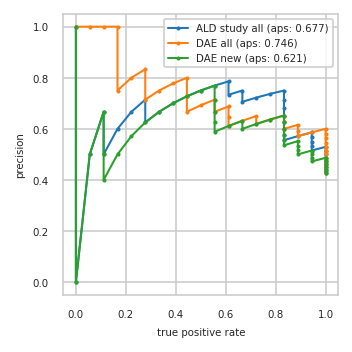 ALD study all (aps: 0.677)
DAE all (aps: 0.746)
DAE new (aps: 0.621)
1.0
0.8
0.6
0.4
0.2
0.0
precision
0.0 0.2 0.4 0.6 0.8 1.0
true positive rate